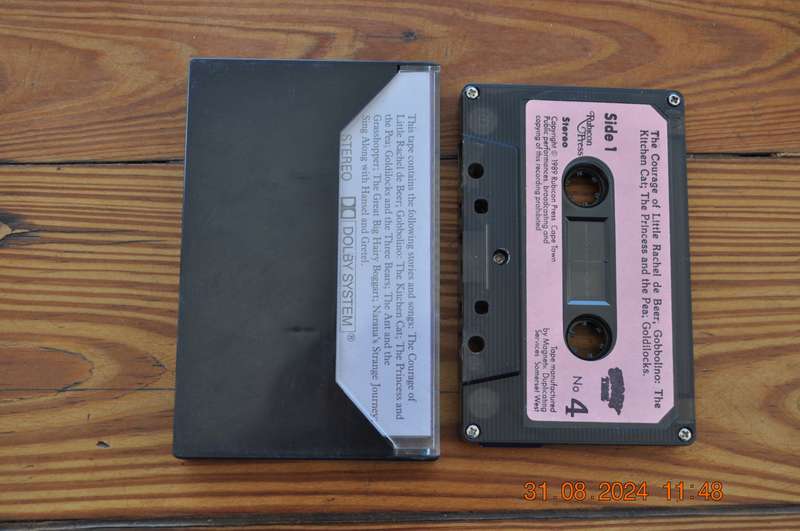 This tape contains the following stories and songs: The Courage of
Little Rachel de Beer; Gobbolino: The Kitchen Cat; The Princess and
the Pea; Goldilocks and the Three Bears; The Ant and the
Grasshopper; The Great Big Hairy Boggart; Narnia's Strange Journey;
Sing Along with Hansel and Gretel.
STEREO DOLBY SYSTEM ®
The Courage of Little Rachel de Beer; Gobbolino: The
Kitchen Cat; The Princess and the Pea; Goldilocks.
Side 1
Rubicon
Press
Stereo
Copyright © 1989 Rubicon Press Cape Town
Public performances, broadcasting and
copying of this recording prohibited
No 4
Tape manufactured
by Magnetic Duplicating
Services Somerset West
31.08.2024 11:48